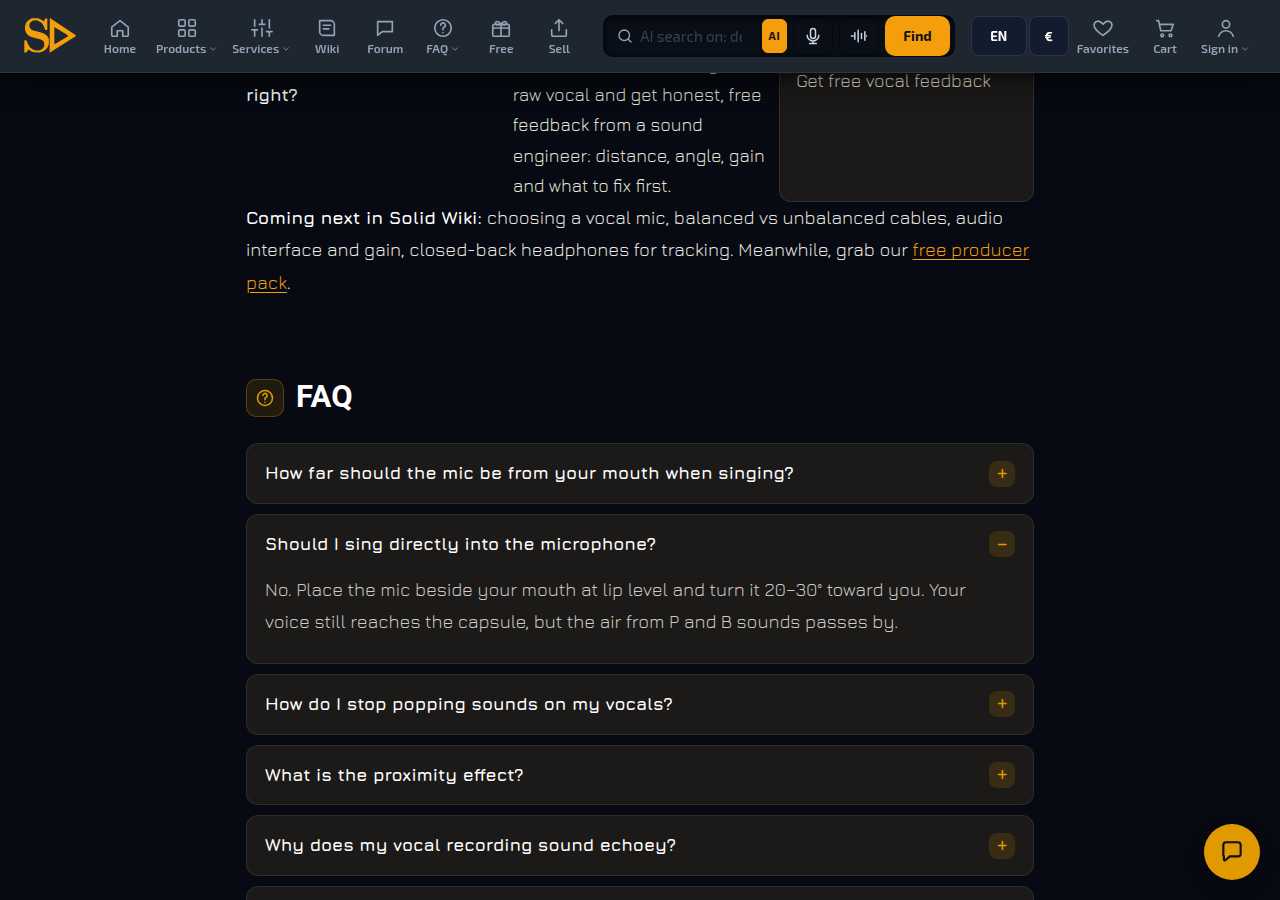 SD
Home
Products
Services
Wiki
Forum
FAQ
Free
Sell
AI search on:
AI
Find
EN
€
Favorites
Cart
Sign in
right?
raw vocal and get honest, free
feedback from a sound
engineer: distance, angle, gain
and what to fix first.
Get free vocal feedback
Coming next in Solid Wiki: choosing a vocal mic, balanced vs unbalanced cables, audio
interface and gain, closed-back headphones for tracking. Meanwhile, grab our free producer
pack.
FAQ
How far should the mic be from your mouth when singing?
+
Should I sing directly into the microphone?
−
No. Place the mic beside your mouth at lip level and turn it 20–30° toward you. Your
voice still reaches the capsule, but the air from P and B sounds passes by.
How do I stop popping sounds on my vocals?
+
What is the proximity effect?
+
Why does my vocal recording sound echoey?
+